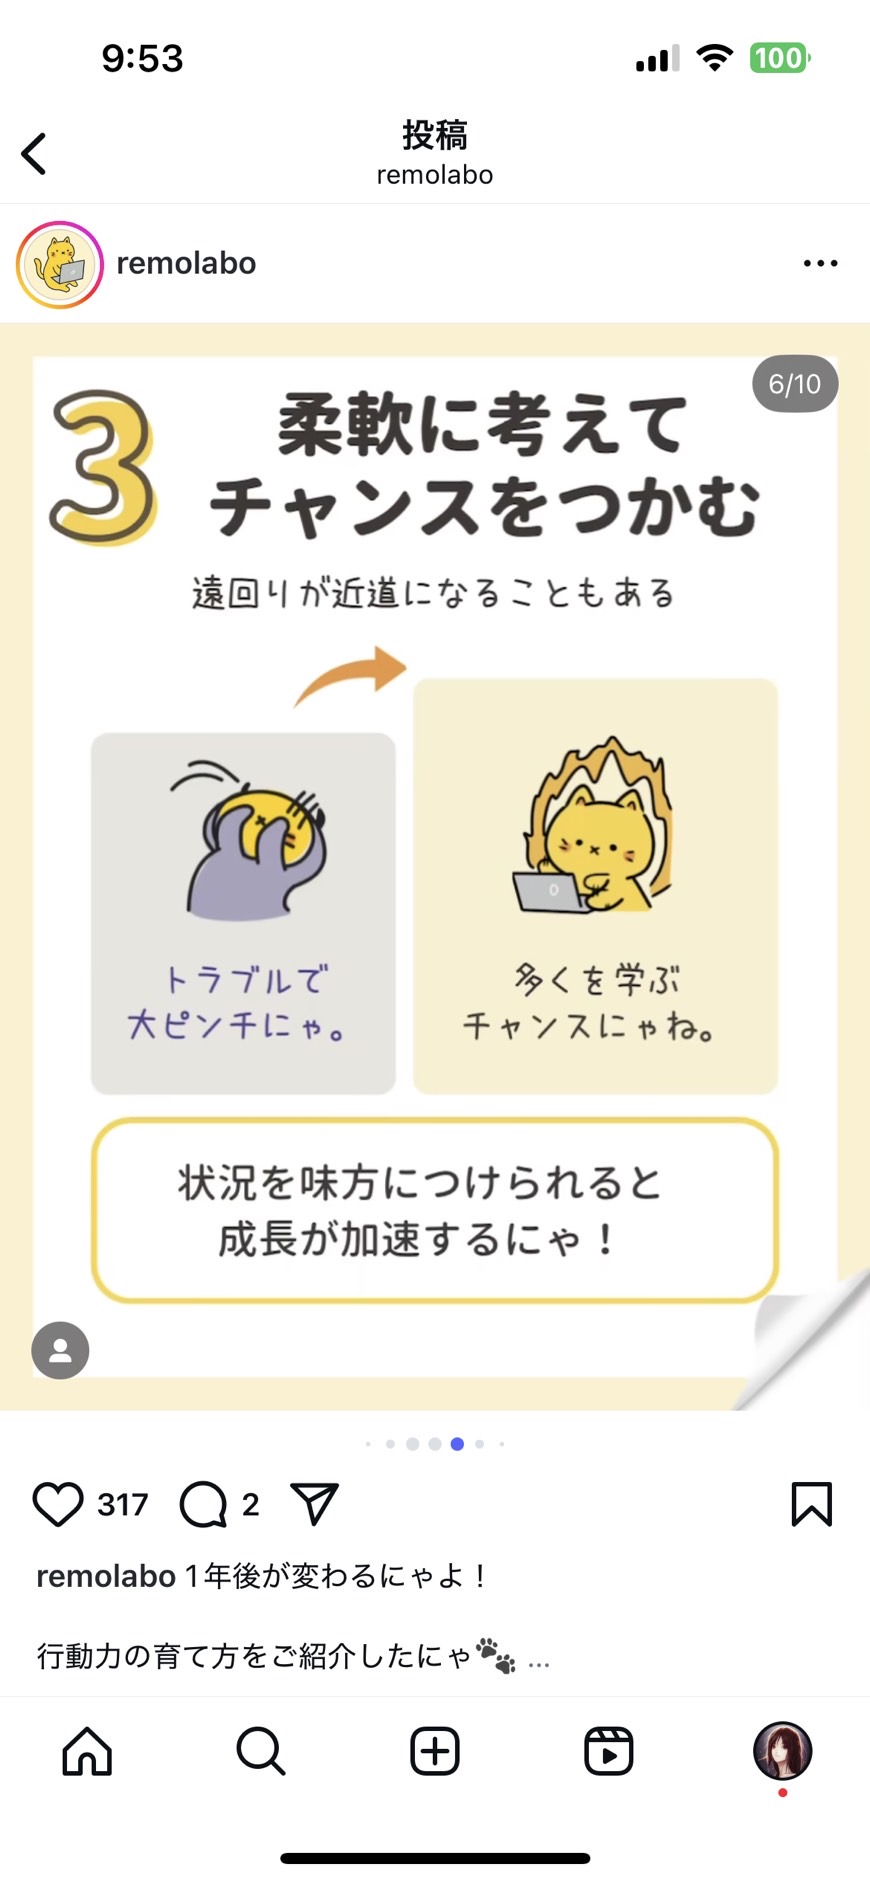 9:53
100
投稿
remolabo
remolabo
6/10
3
柔軟に考えて
チャンスをつかむ
遠回りが近道になることもある
トラブルで
大ピンチにゃ。
多くを学ぶ
チャンスにゃね。
状況を味方につけられると
成長が加速するにゃ！
317
2
remolabo 1年後が変わるにゃよ！
行動力の育て方をご紹介したにゃ🐾 ...